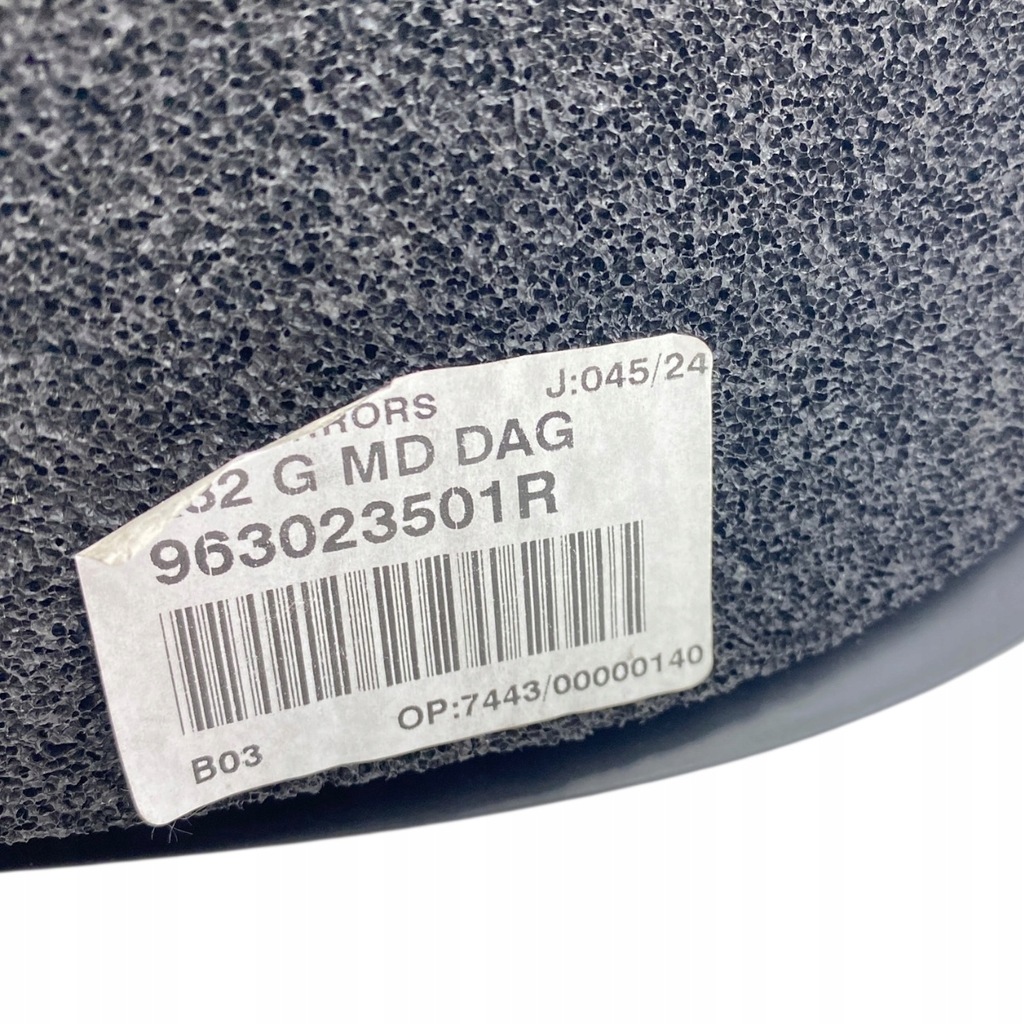 J:045/24
G MD DAG
963023501R
OP:7443/00000140
B03